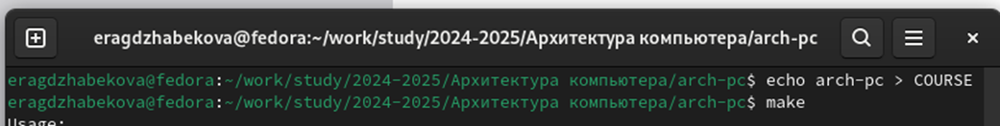 eragdzhabekova@fedora:~/work/study/2024-2025/Архитектура компьютера/arch-pc
eragdzhabekova@fedora:~/work/study/2024-2025/Архитектура компьютера/arch-pc$ echo arch-pc > COURSE
eragdzhabekova@fedora:~/work/study/2024-2025/Архитектура компьютера/arch-pc$ make
Usage: